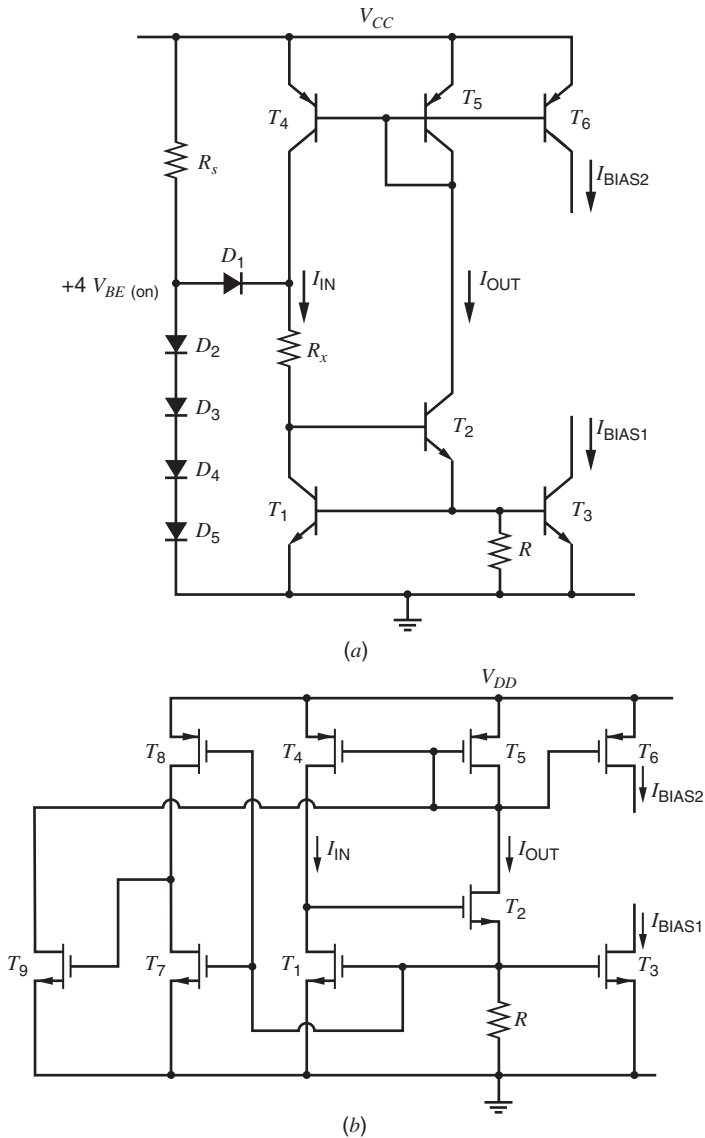 V_CC
T_4
T_5
T_6
R_s
I_BIAS2
D_1
+4 V_BE (on)
I_IN
I_OUT
D_2
R_x
D_3
T_2
I_BIAS1
D_4
T_1
R
T_3
D_5
(a)
V_DD
T_8
T_4
T_5
T_6
I_BIAS2
I_IN
I_OUT
T_2
I_BIAS1
T_9
T_7
T_1
T_3
R
(b)